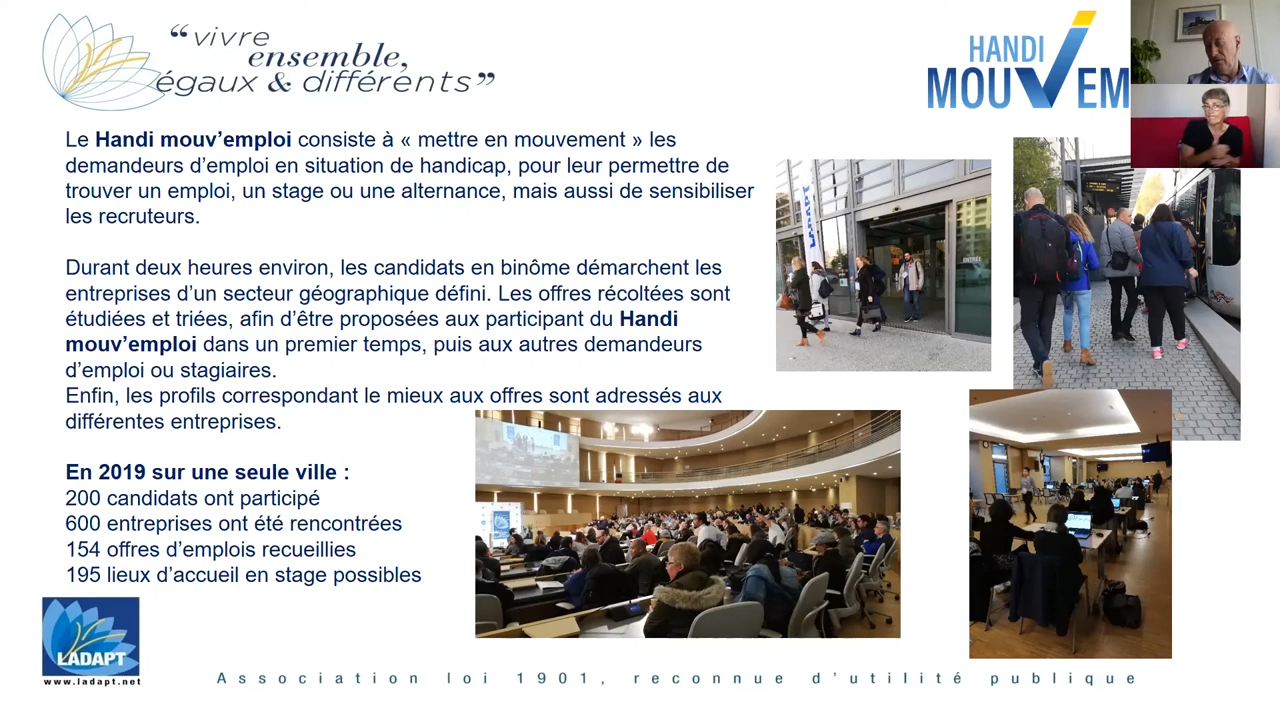 “vivre
ensemble,
égaux & différents”
HANDI
MOUV EM
Le Handi mouv’emploi consiste à « mettre en mouvement » les
demandeurs d’emploi en situation de handicap, pour leur permettre de
trouver un emploi, un stage ou une alternance, mais aussi de sensibiliser
les recruteurs.
Durant deux heures environ, les candidats en binôme démarchent les
entreprises d’un secteur géographique défini. Les offres récoltées sont
étudiées et triées, afin d’être proposées aux participant du Handi
mouv’emploi dans un premier temps, puis aux autres demandeurs
d’emploi ou stagiaires.
Enfin, les profils correspondant le mieux aux offres sont adressés aux
différentes entreprises.
En 2019 sur une seule ville :
200 candidats ont participé
600 entreprises ont été rencontrées
154 offres d’emplois recueillies
195 lieux d’accueil en stage possibles
LADAPT
ENTRÉE
LADAPT
www.ladapt.net
Association loi 1901, reconnue d’utilité publique